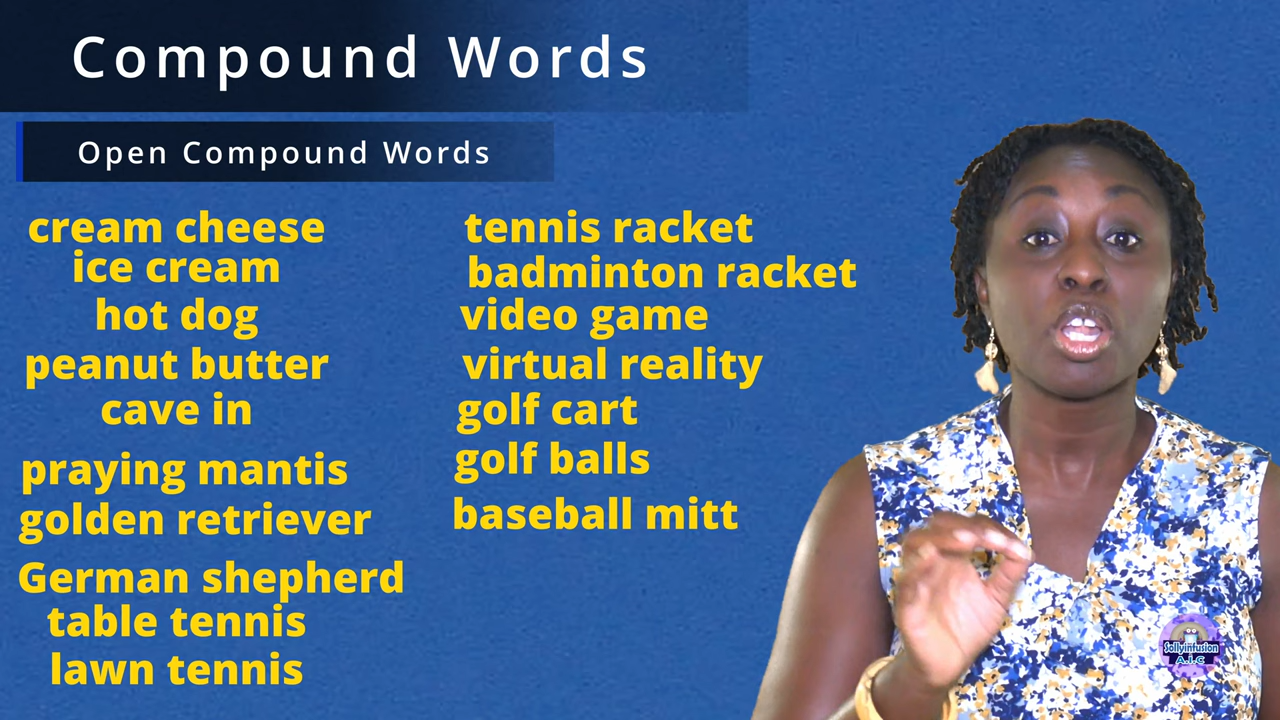 Compound Words
Open Compound Words
cream cheese
ice cream
hot dog
peanut butter
cave in
praying mantis
golden retriever
German shepherd
table tennis
lawn tennis
tennis racket
badminton racket
video game
virtual reality
golf cart
golf balls
baseball mitt
Sollyinfusion
A.i.C